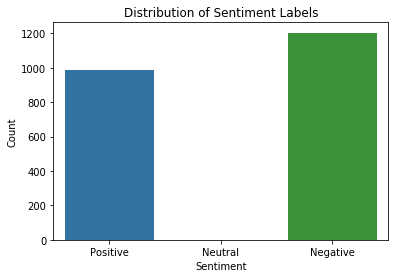 Distribution of Sentiment Labels
1200
1000
800
600
400
200
0
Count
Positive Neutral Negative
Sentiment